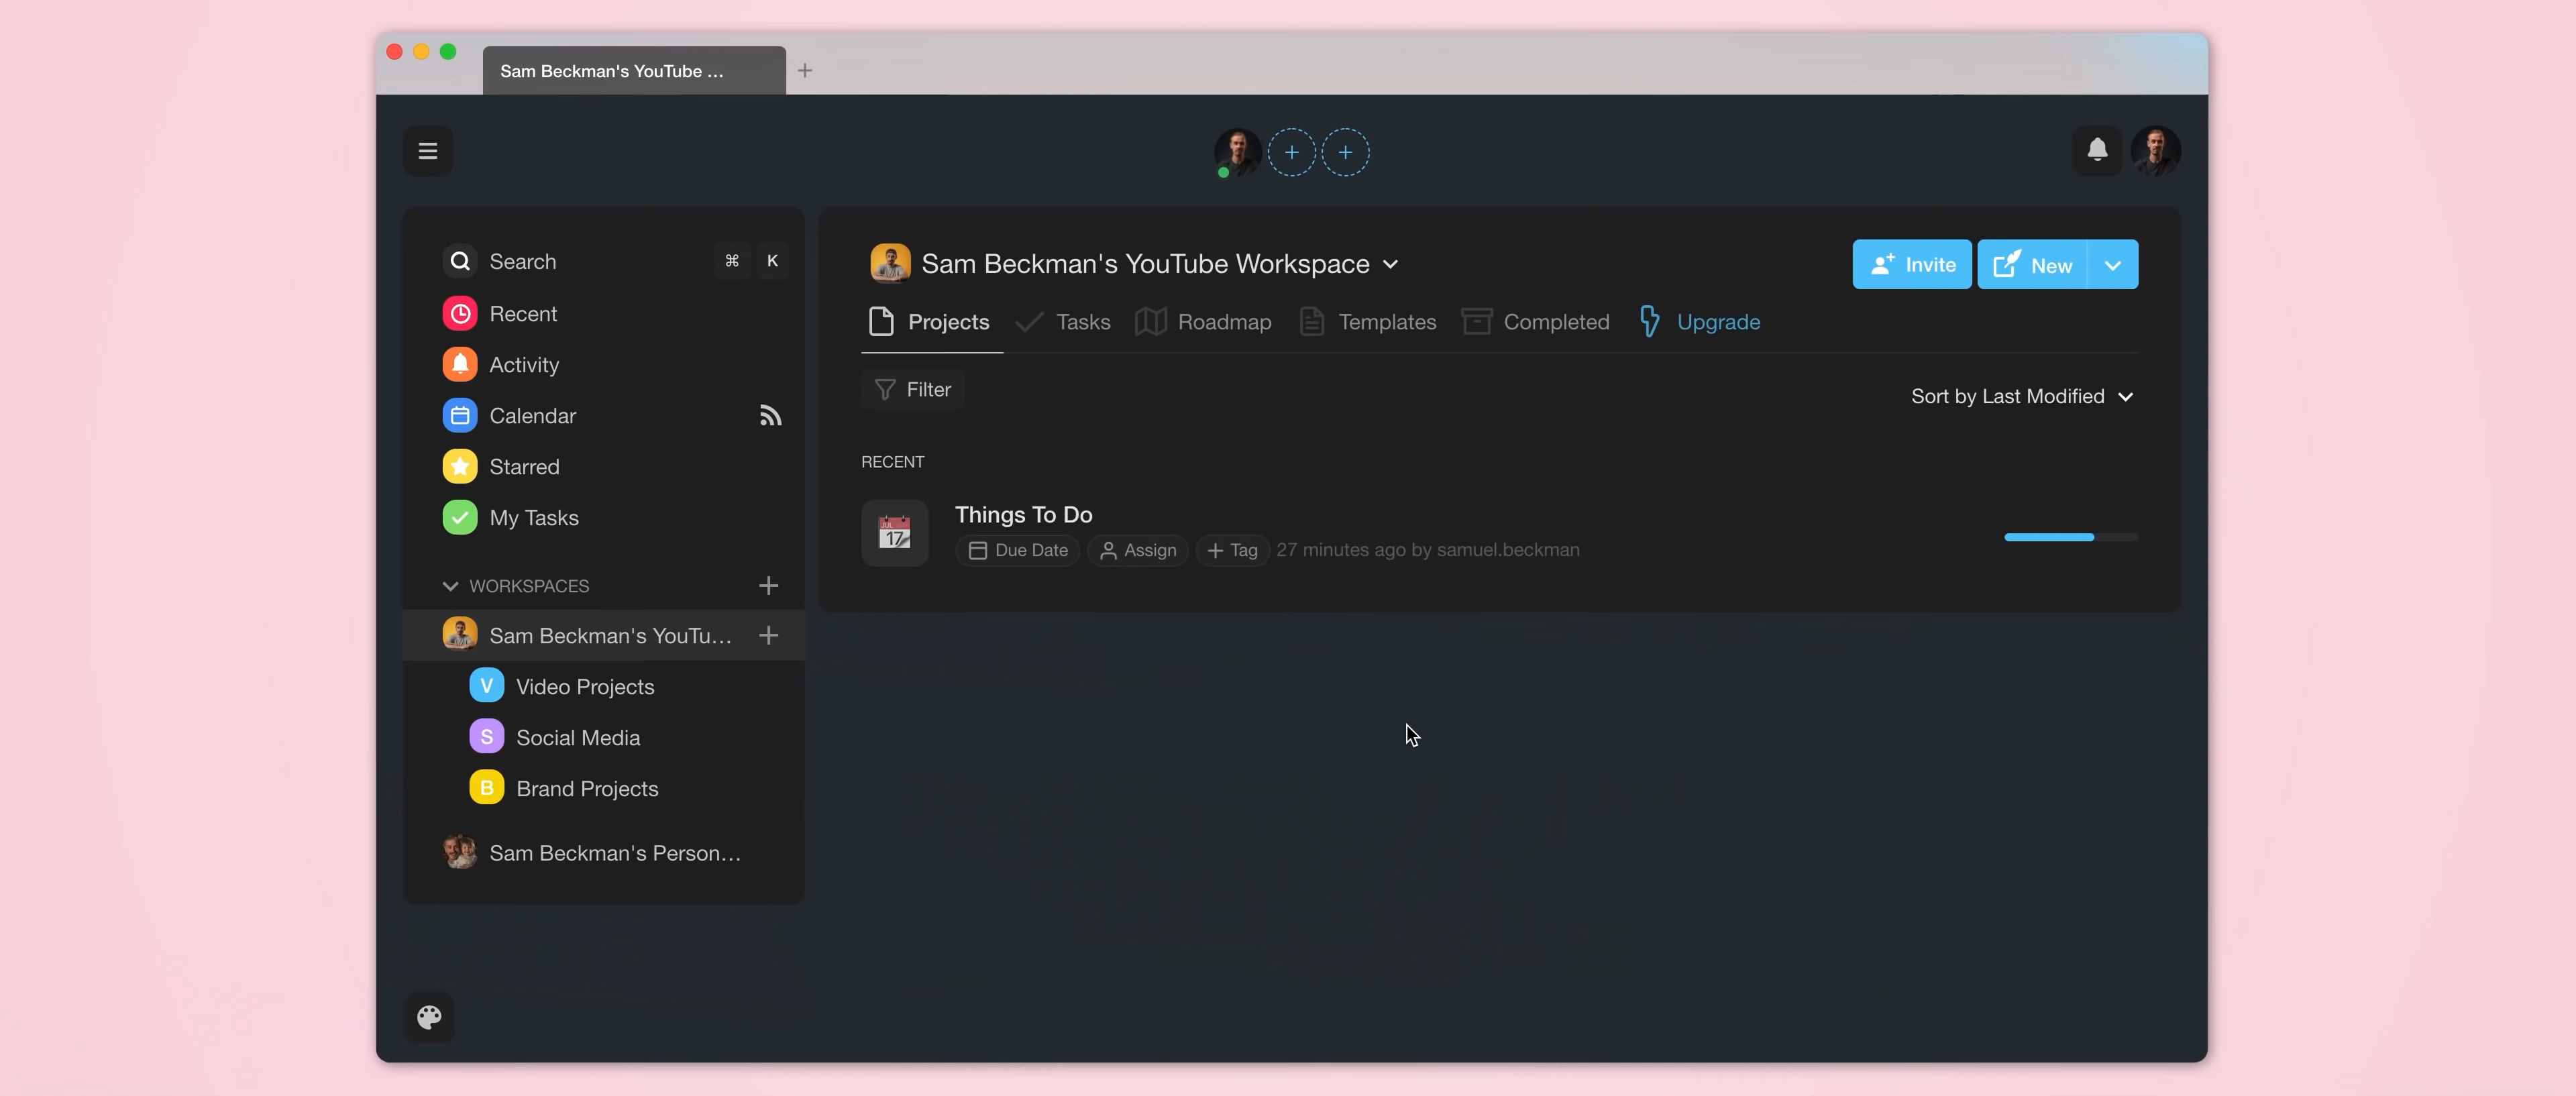 Sam Beckman's YouTube ...
Search ⌘ K
Recent
Activity
Calendar
Starred
My Tasks
WORKSPACES
Sam Beckman's YouTu...
V Video Projects
S Social Media
B Brand Projects
Sam Beckman's Person...
Sam Beckman's YouTube Workspace
Invite
New
Projects Tasks Roadmap Templates Completed Upgrade
Filter
Sort by Last Modified
RECENT
JUL
17
Things To Do
Due Date Assign + Tag 27 minutes ago by samuel.beckman